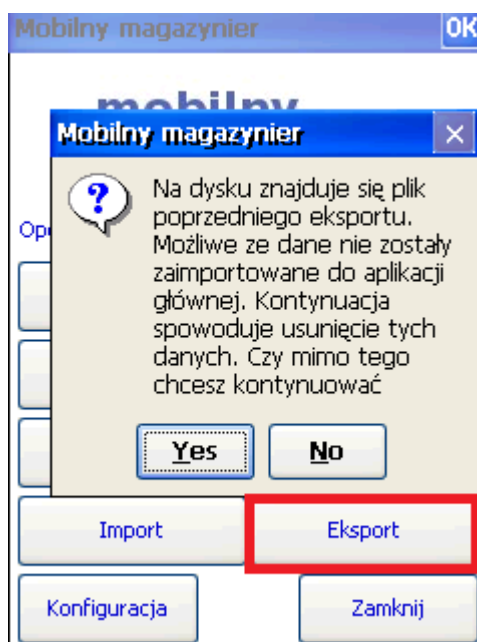 Mobilny magazynier OK
mobilny
Mobilny magazynier
Na dysku znajduje się plik
poprzedniego eksportu.
Możliwe ze dane nie zostały
zaimportowane do aplikacji
głównej. Kontynuacja
spowoduje usunięcie tych
danych. Czy mimo tego
chcesz kontynuować
Yes No
Import Eksport
Konfiguracja Zamknij